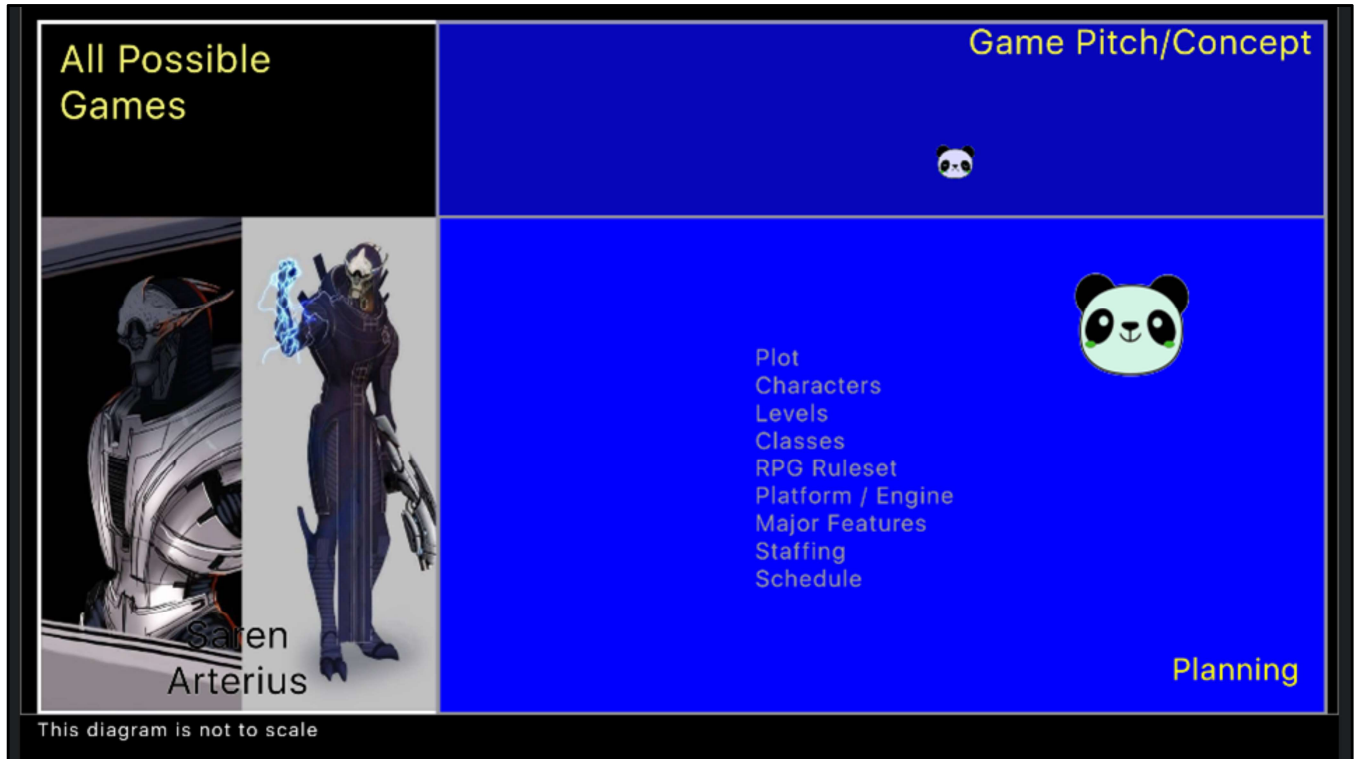 All Possible
Games
Game Pitch/Concept
Plot
Characters
Levels
Classes
RPG Ruleset
Platform / Engine
Major Features
Staffing
Schedule
Saren
Arterius
Planning
This diagram is not to scale